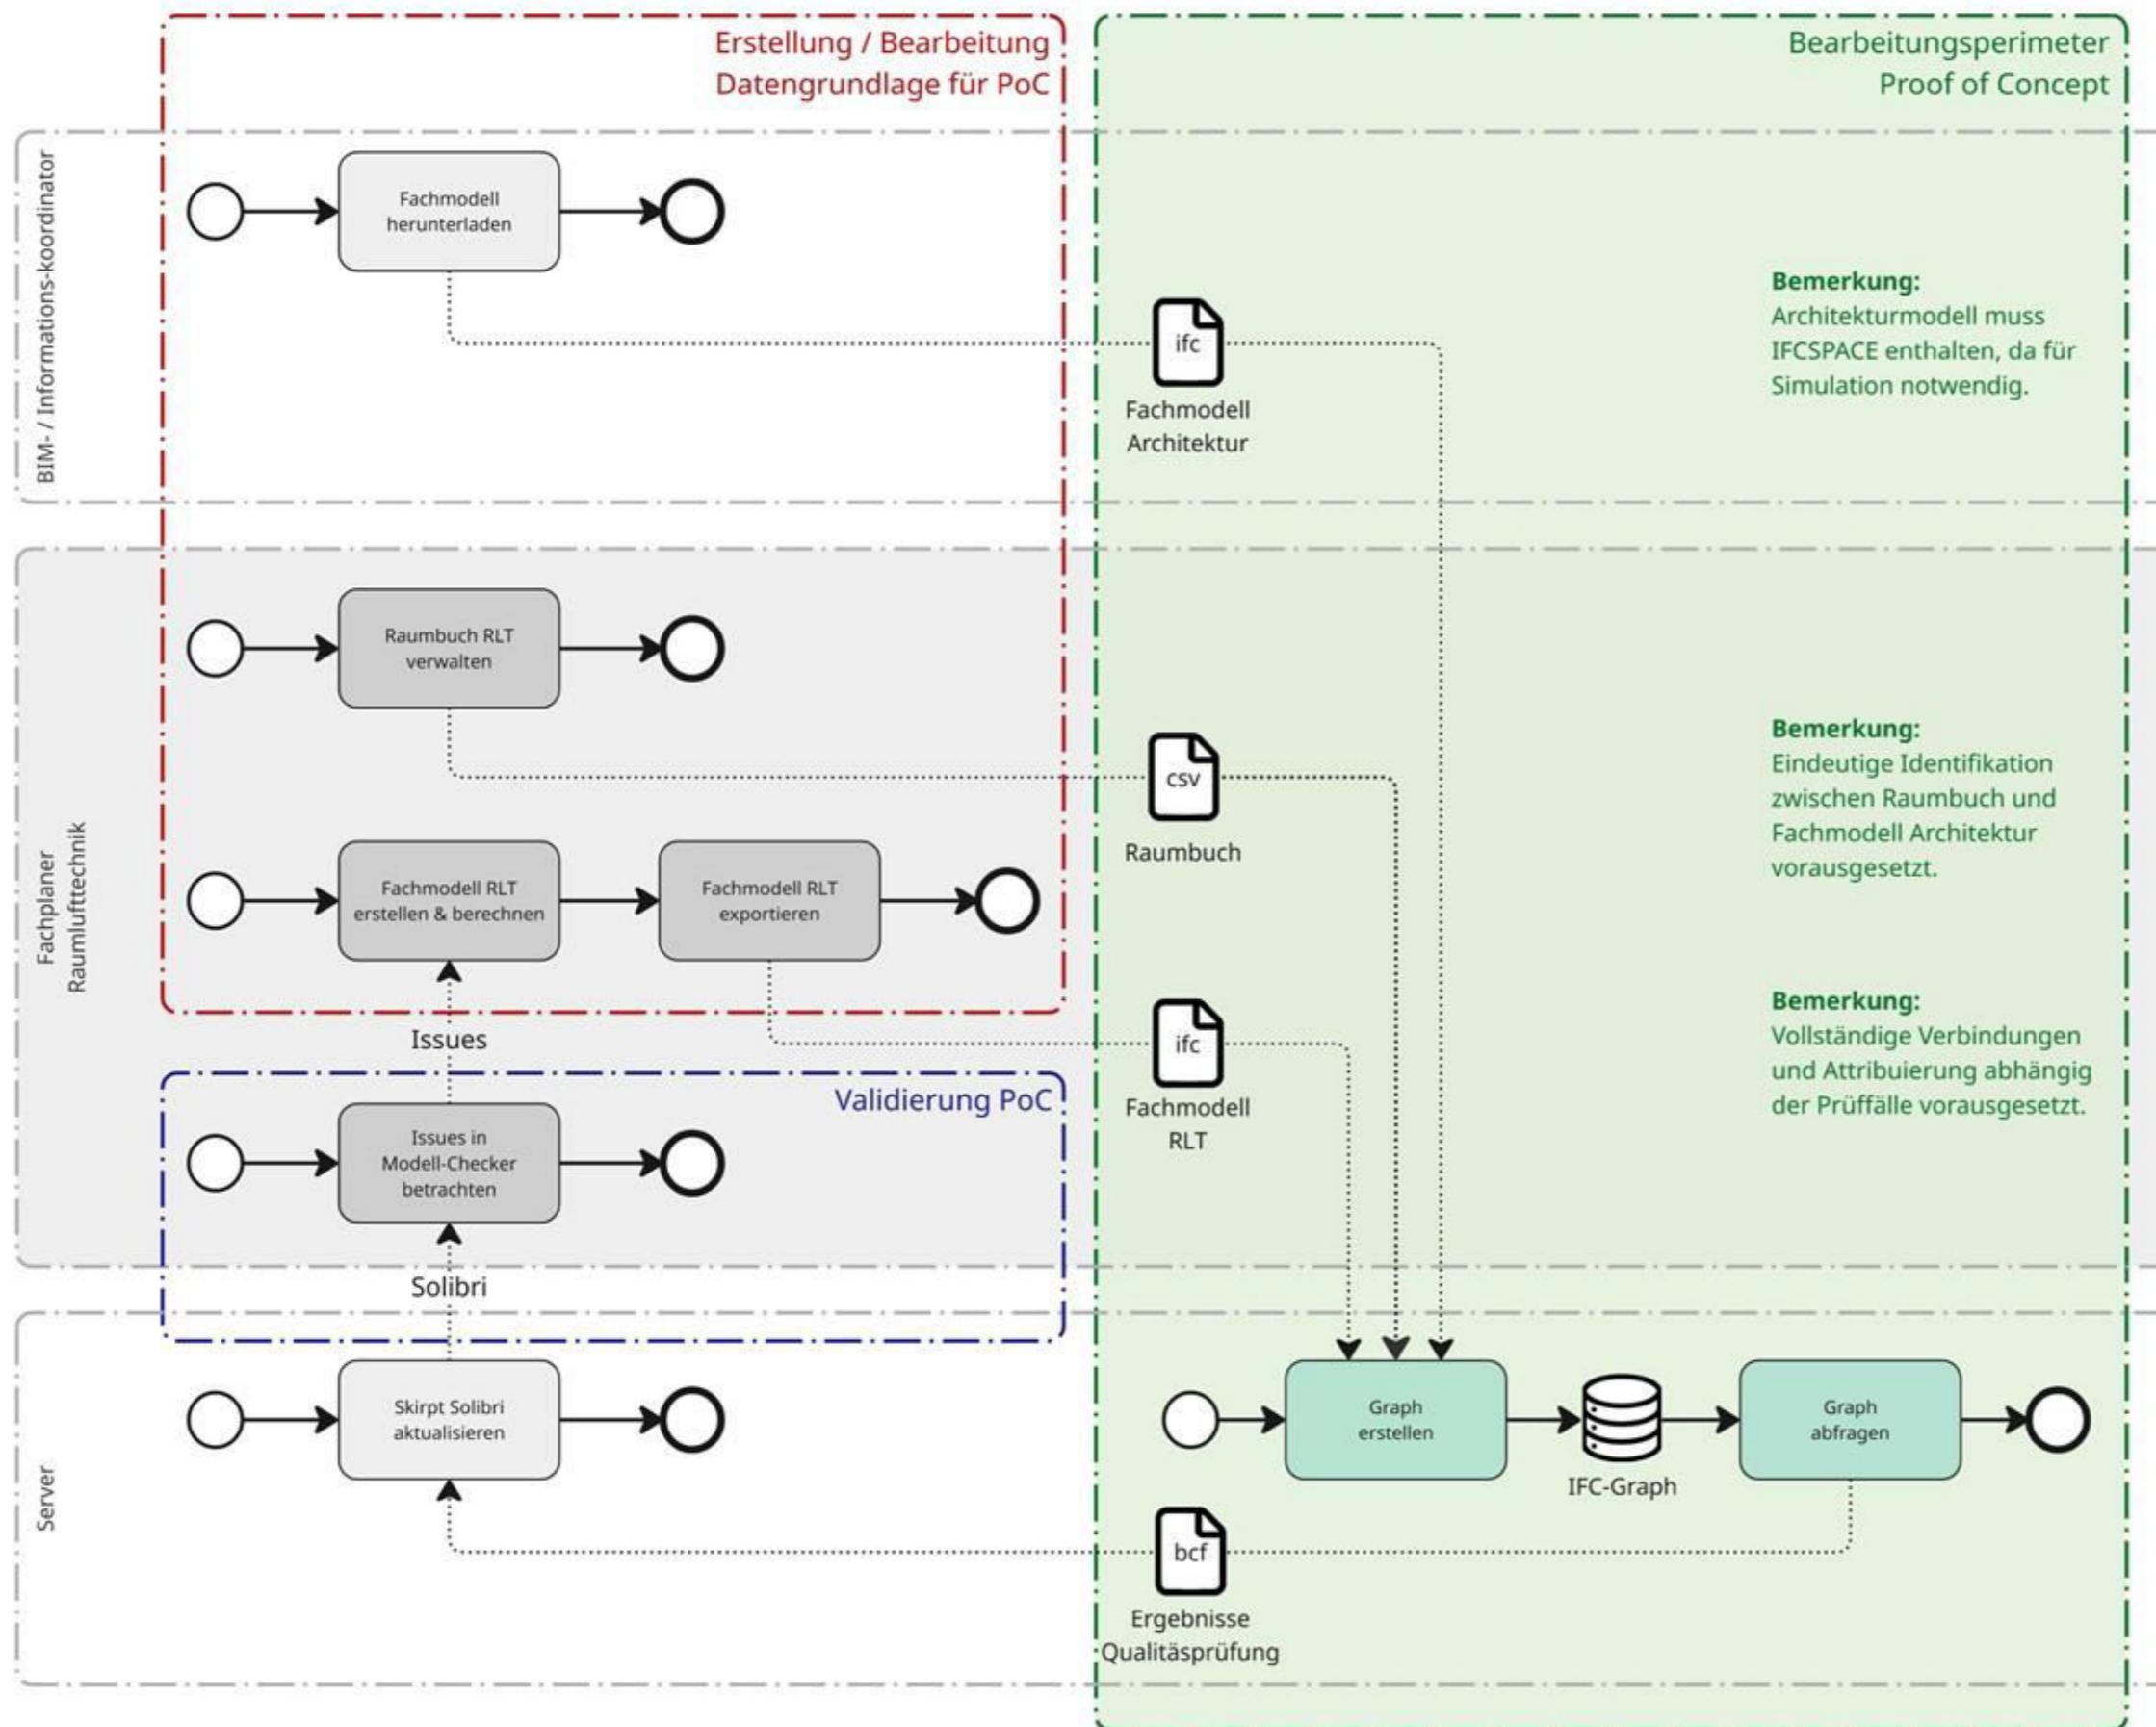 Erstellung / Bearbeitung
Datengrundlage für PoC
Bearbeitungsperimeter
Proof of Concept
BIM- / Informations-koordinator
Fachmodell
herunterladen
ifc
Fachmodell
Architektur
Bemerkung:
Architekturmodell muss
IFCSPACE enthalten, da für
Simulation notwendig.
Fachplaner
Raumlufttechnik
Raumbuch RLT
verwalten
csv
Raumbuch
Bemerkung:
Eindeutige Identifikation
zwischen Raumbuch und
Fachmodell Architektur
vorausgesetzt.
Fachmodell RLT
erstellen & berechnen
Fachmodell RLT
exportieren
Issues
ifc
Fachmodell
RLT
Bemerkung:
Vollständige Verbindungen
und Attribuierung abhängig
der Prüffälle vorausgesetzt.
Validierung PoC
Issues in
Modell-Checker
betrachten
Solibri
Server
Skirpt Solibri
aktualisieren
Graph
erstellen
IFC-Graph
Graph
abfragen
bcf
Ergebnisse
Qualitäsprüfung